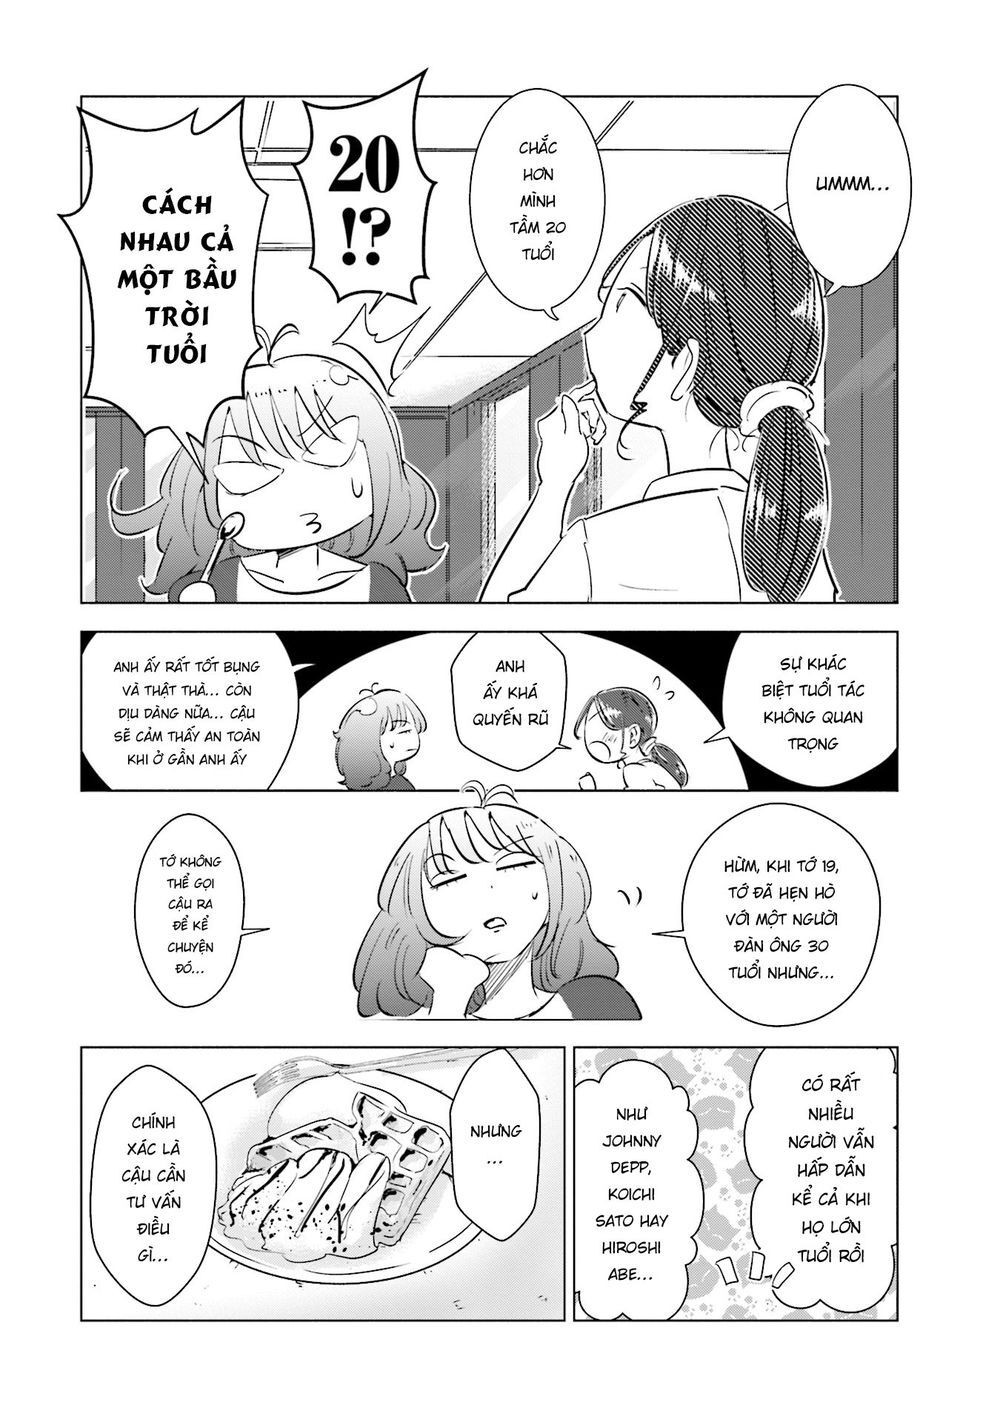 UMMM...
CHẮC
HƠN
MÌNH
TẦM 20
TUỔI
20
!?
CÁCH
NHAU CẢ
MỘT BẦU
TRỜI
TUỔI
SỰ KHÁC
BIỆT TUỔI TÁC
KHÔNG QUAN
TRỌNG
ANH
ẤY KHÁ
QUYẾN RŨ
ANH ẤY RẤT TỐT BỤNG
VÀ THẬT THÀ... CÒN
DỊU DÀNG NỮA... CẬU
SẼ CẢM THẤY AN TOÀN
KHI Ở GẦN ANH ẤY
HỪM, KHI TỚ 19,
TỚ ĐÃ HẸN HÒ
VỚI MỘT NGƯỜI
ĐÀN ÔNG 30
TUỔI NHƯNG...
TỚ KHÔNG
THỂ GỌI
CẬU RA
ĐỂ KỂ
CHUYỆN
ĐÓ...
CÓ RẤT
NHIỀU
NGƯỜI VẪN
HẤP DẪN
KỂ CẢ KHI
HỌ LỚN
TUỔI RỒI
NHƯ
JOHNNY
DEPP,
KOICHI
SATO HAY
HIROSHI
ABE...
NHƯNG
...
CHÍNH
XÁC LÀ
CẬU CẦN
TƯ VẤN
ĐIỀU
GÌ...